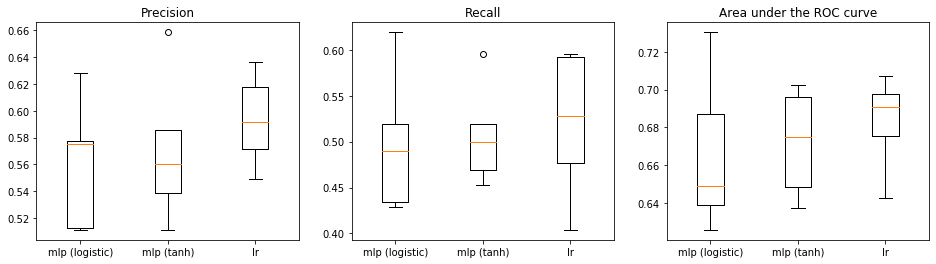 Precision
0.66
0.64
0.62
0.60
0.58
0.56
0.54
0.52
mlp (logistic)
mlp (tanh)
lr
Recall
0.60
0.55
0.50
0.45
0.40
mlp (logistic)
mlp (tanh)
lr
Area under the ROC curve
0.72
0.70
0.68
0.66
0.64
mlp (logistic)
mlp (tanh)
lr